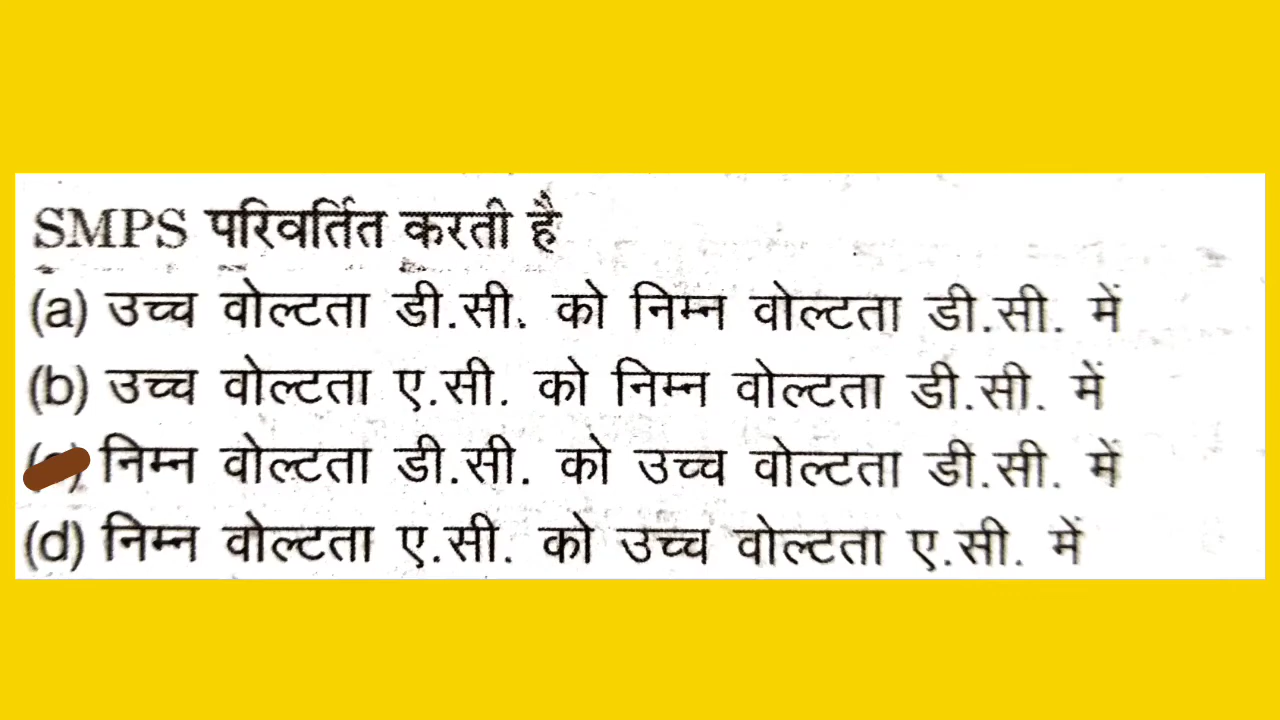 SMPS परिवर्तित करती है
(a) उच्च वोल्टता डी.सी. को निम्न वोल्टता डी.सी. में
(b) उच्च वोल्टता ए.सी. को निम्न वोल्टता डी.सी. में
निम्न वोल्टता डी.सी. को उच्च वोल्टता डी.सी. में
(d) निम्न वोल्टता ए.सी. को उच्च वोल्टता ए.सी. में